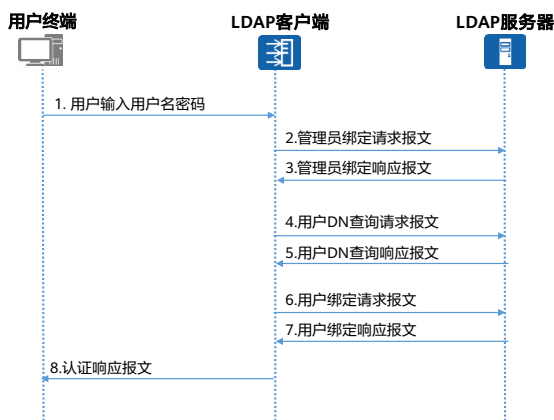 用户终端
LDAP客户端
LDAP服务器
1. 用户输入用户名密码
2.管理员绑定请求报文
3.管理员绑定响应报文
4.用户DN查询请求报文
5.用户DN查询响应报文
6.用户绑定请求报文
7.用户绑定响应报文
8.认证响应报文